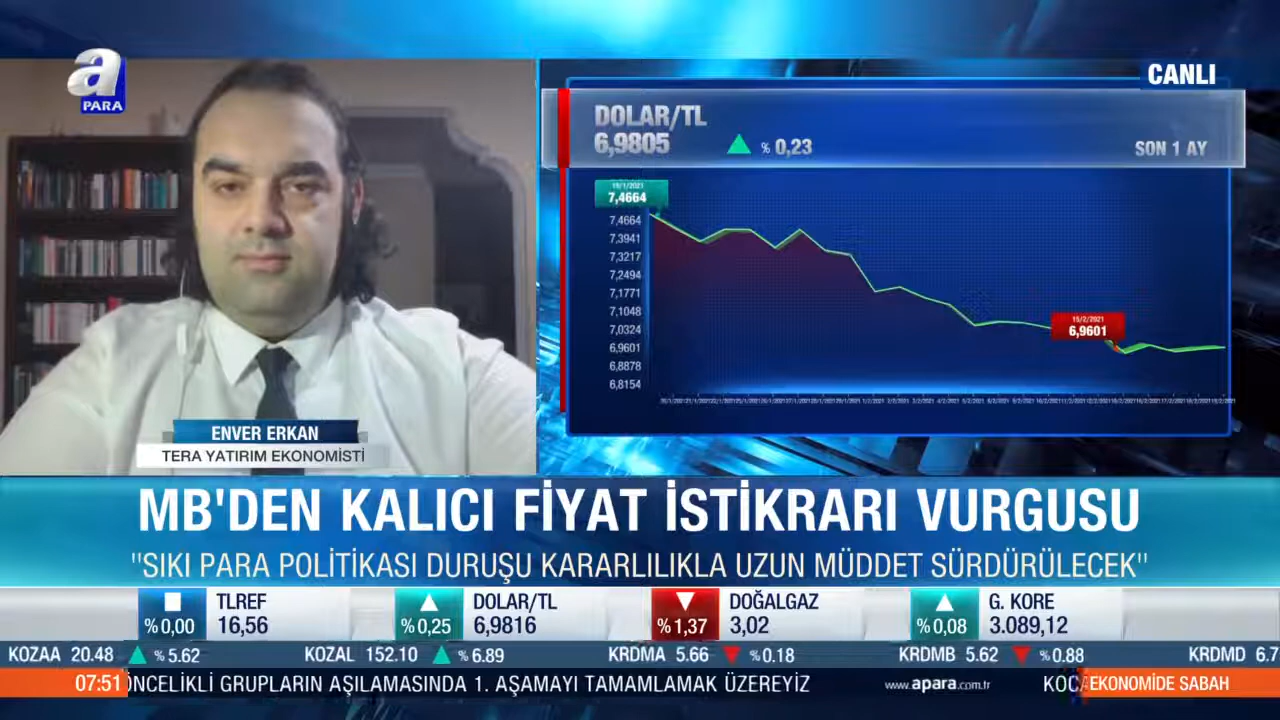 a
PARA
CANLI
DOLAR/TL
6,9805
% 0,23
SON 1 AY
19/1/2021
7,4664
7,4664
7,3941
7,3217
7,2494
7,1771
7,1048
7,0324
6,9601
6,8878
6,8154
15/2/2021
6,9601
ENVER ERKAN
TERA YATIRIM EKONOMİSTİ
MB'DEN KALICI FİYAT İSTİKRARI VURGUSU
"SIKI PARA POLİTİKASI DURUŞU KARARLILIKLA UZUN MÜDDET SÜRDÜRÜLECEK"
% 0,00 TLREF 16,56
% 0,25 DOLAR/TL 6,9816
% 1,37 DOĞALGAZ 3,02
% 0,08 G. KORE 3.089,12
KOZAA 20.48 % 5.62 KOZAL 152.10 % 6.89 KRDMA 5.66 % 0.18 KRDMB 5.62 % 0.88 KRDMD 6.7
07:51 ÖNCELİKLİ GRUPLARIN AŞILAMASINDA 1. AŞAMAYI TAMAMLAMAK ÜZEREYİZ www.apara.com.tr KOCA EKONOMİDE SABAH